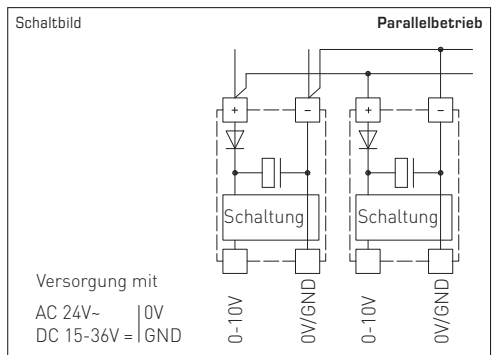 Schaltbild
Parallelbetrieb
+
−
+
−
Schaltung
Schaltung
Versorgung mit
AC 24V~ | 0V
DC 15-36V = | GND
0-10V
0V/GND
0-10V
0V/GND